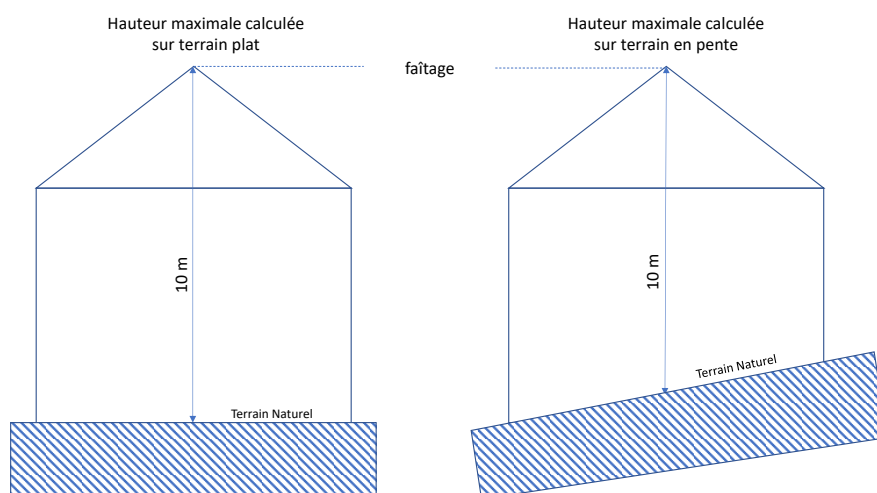 Hauteur maximale calculée
sur terrain plat
Hauteur maximale calculée
sur terrain en pente
faîtage
10 m
10 m
Terrain Naturel
Terrain Naturel